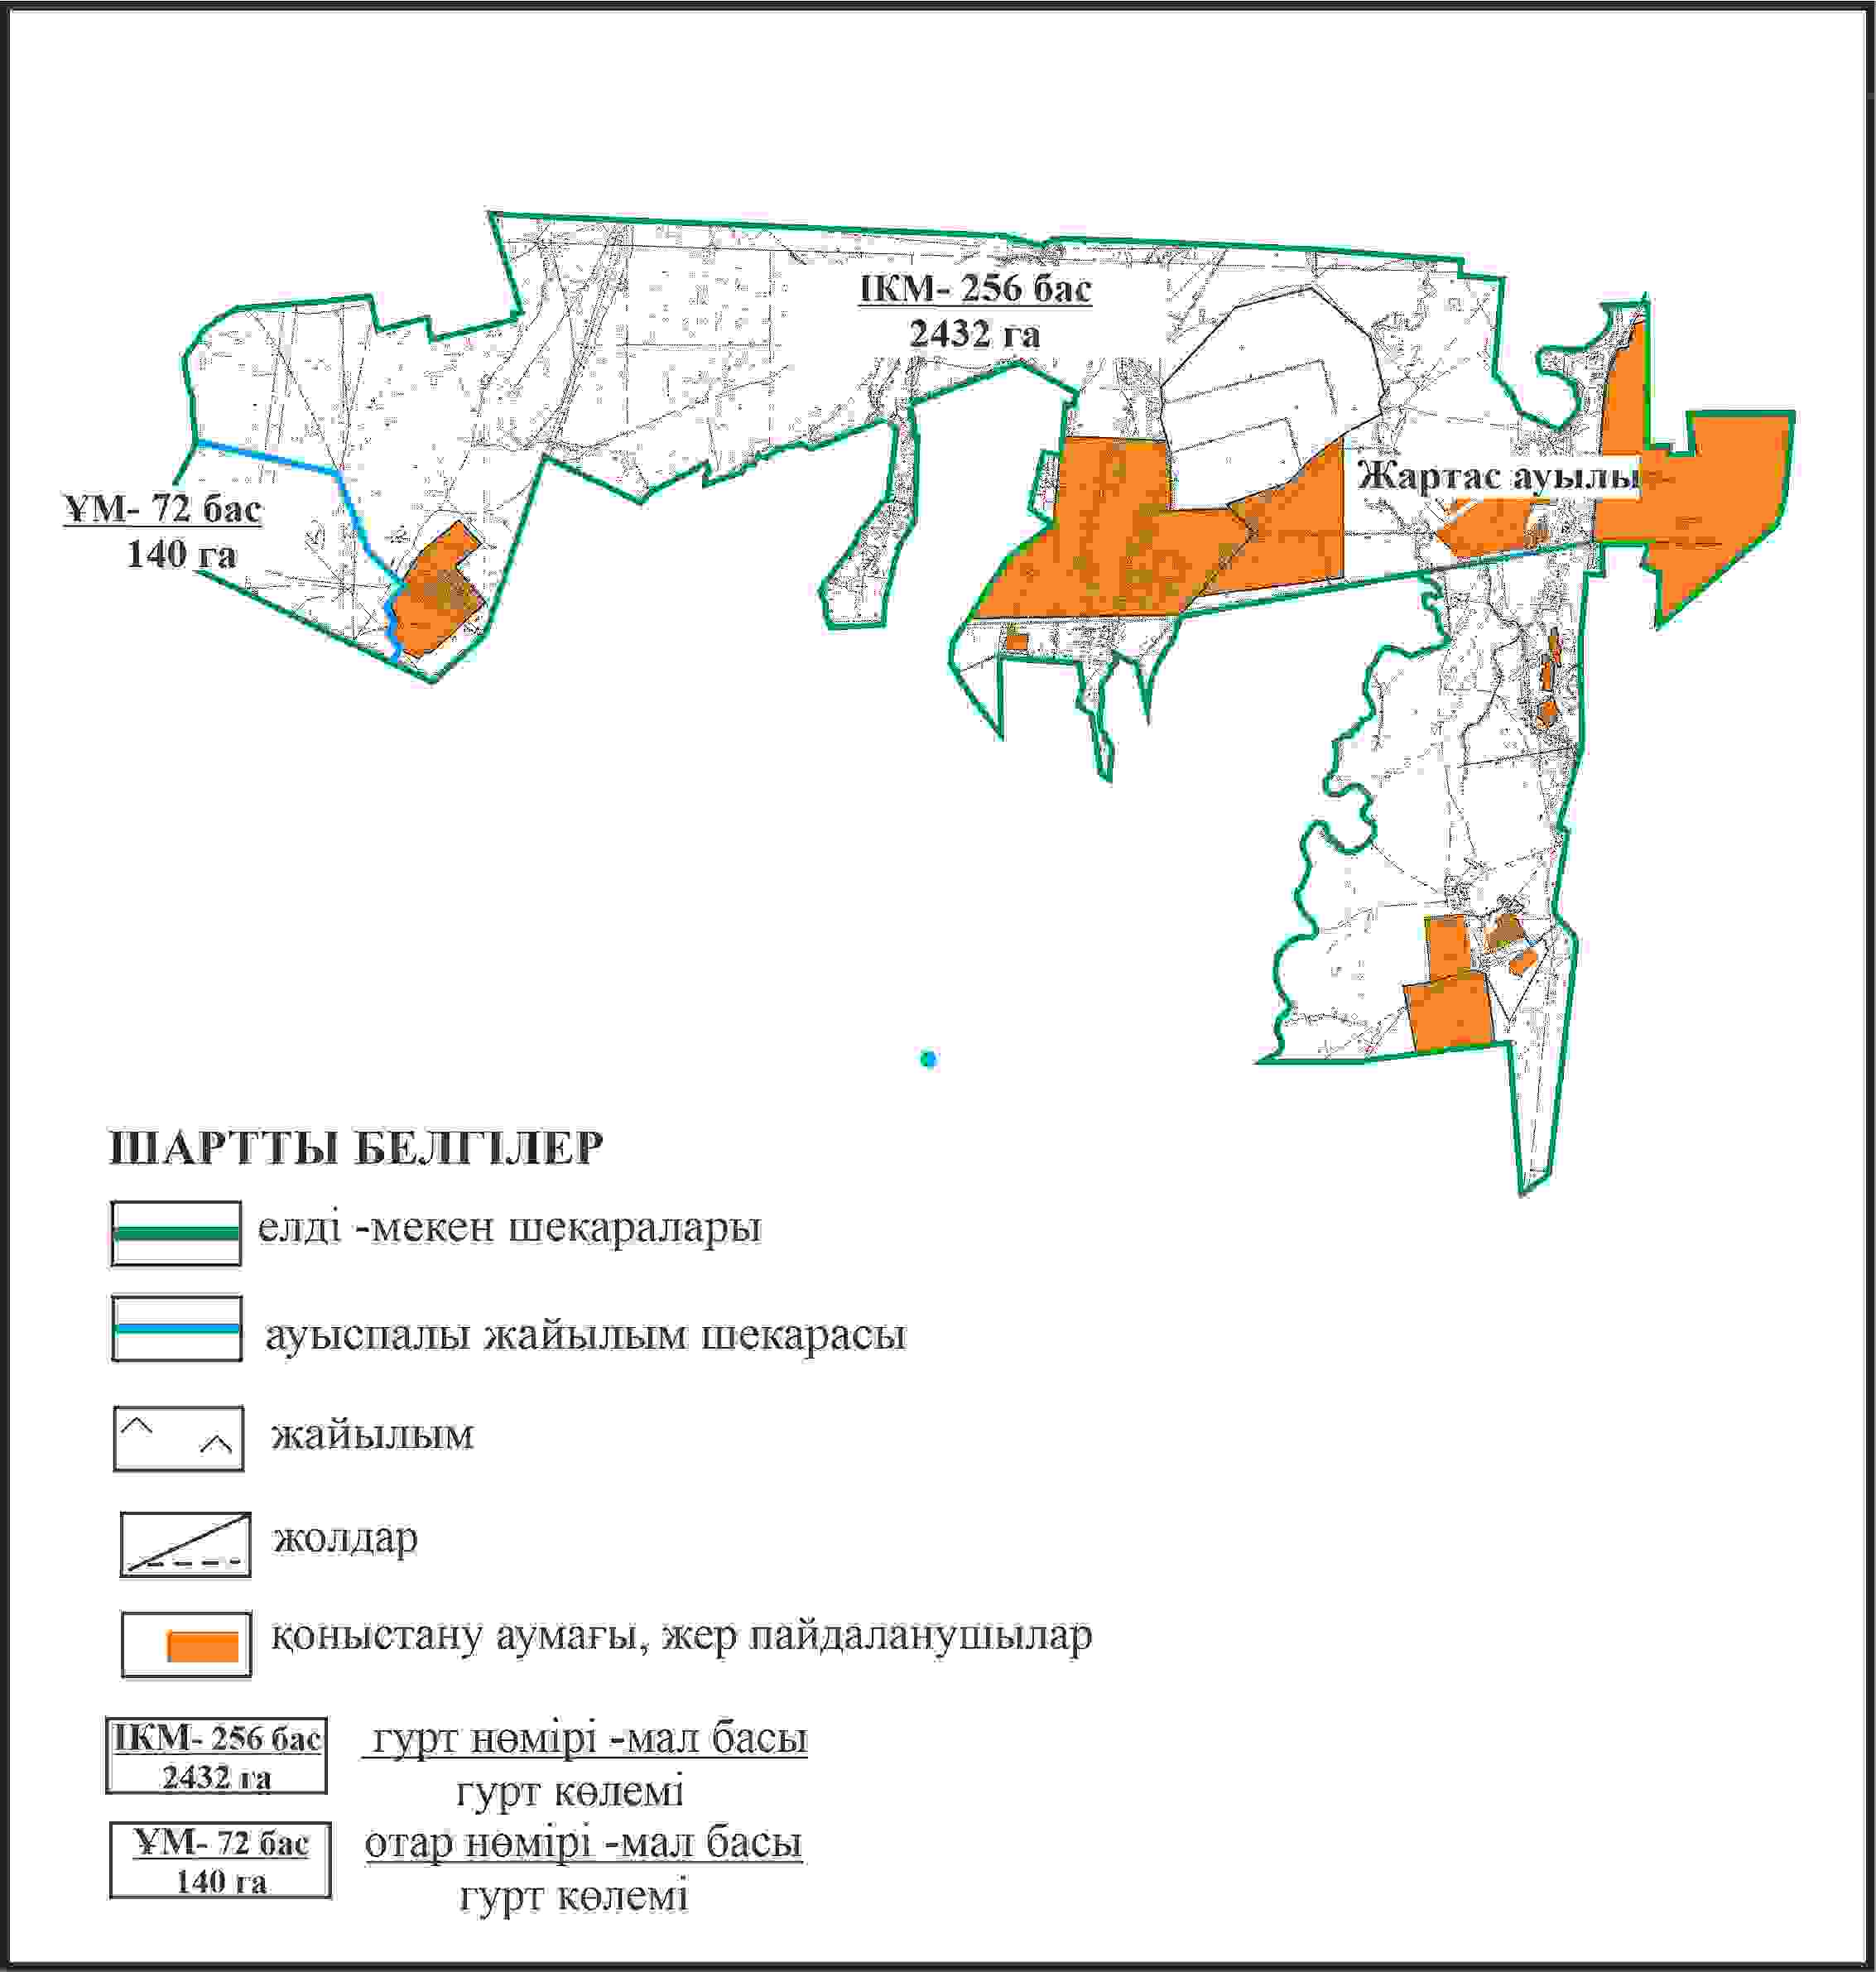 ІКМ- 256 бас
2432 га
Жартас ауылы
ҰМ- 72 бас
140 га
ШАРТТЫ БЕЛГІЛЕР
елді -мекен шекаралары
ауыспалы жайылым шекарасы
жайылым
жолдар
қоныстану аумағы, жер пайдаланушылар
ІКМ- 256 бас
2432 га
гурт нөмірі -мал басы
гурт көлемі
ҰМ- 72 бас
140 га
отар нөмірі -мал басы
гурт көлемі